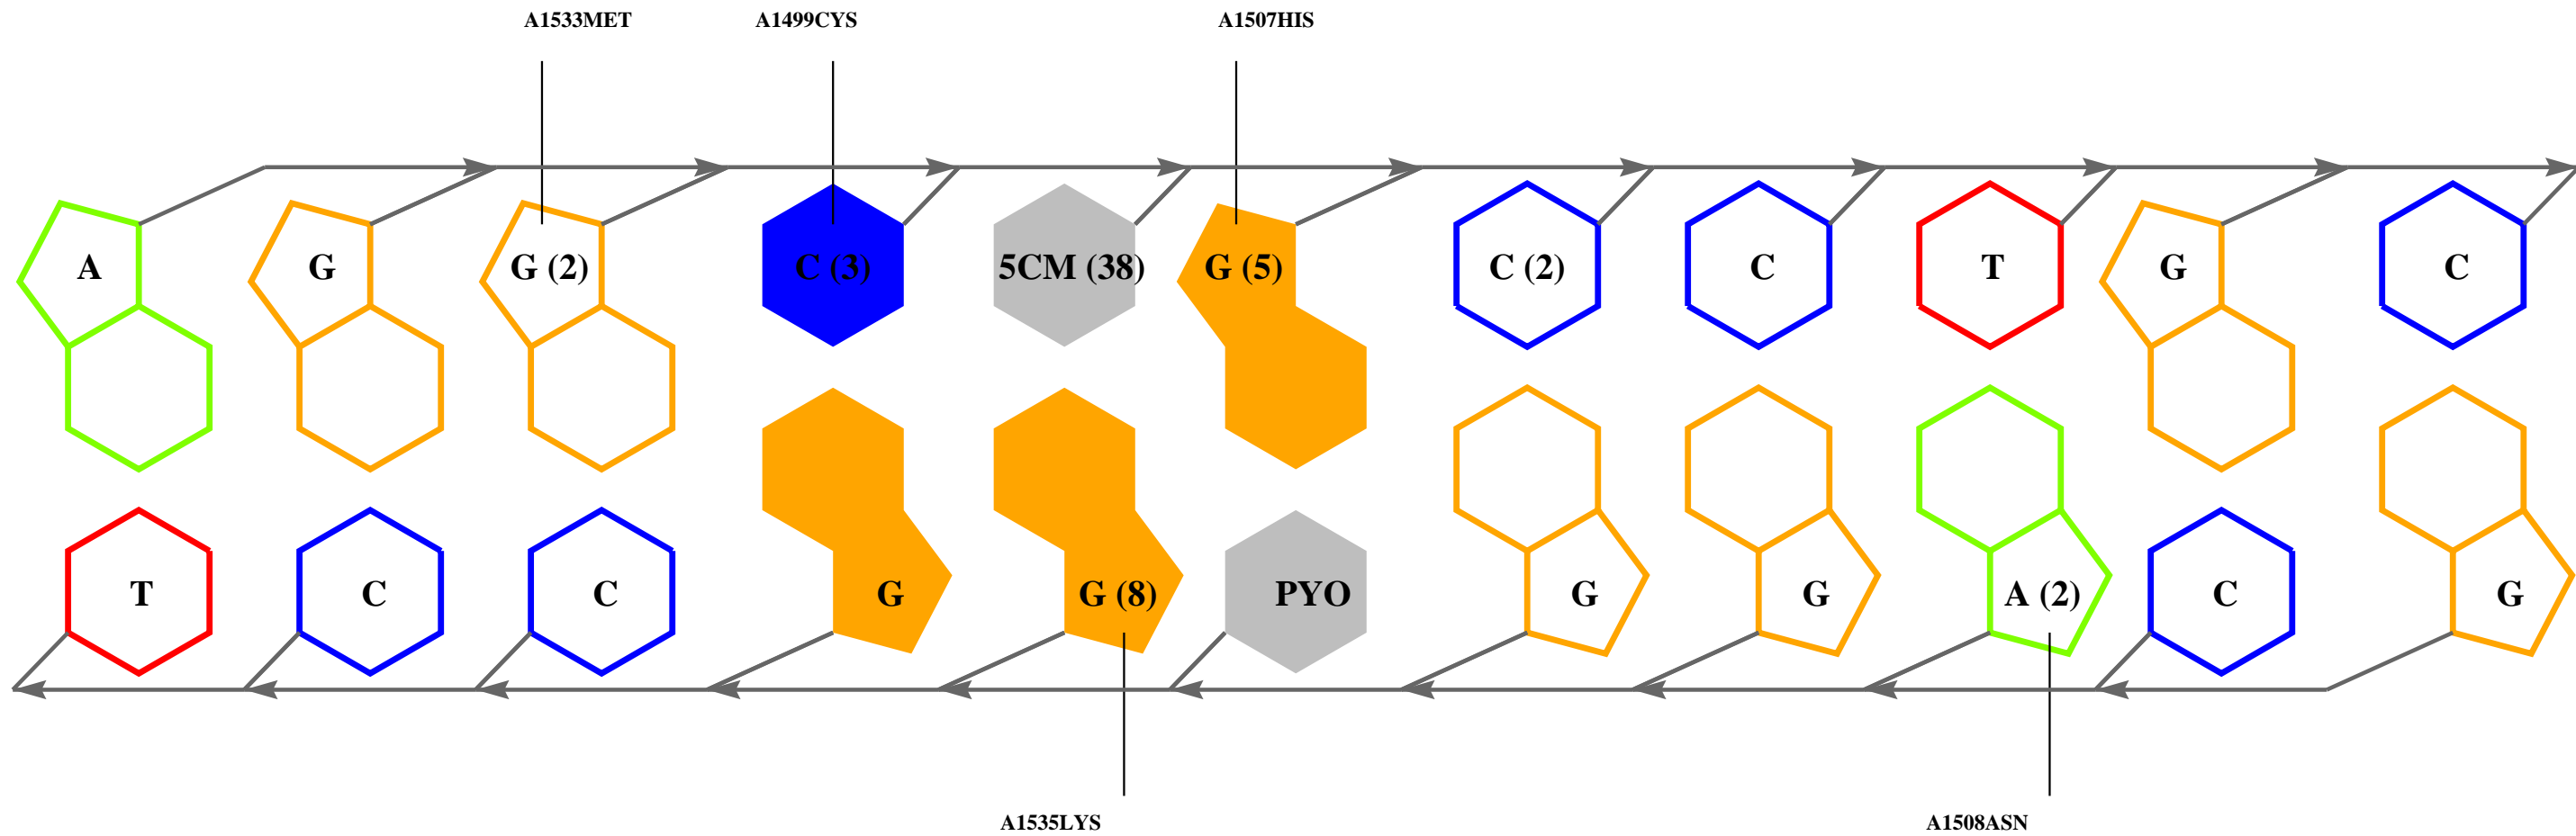 A1533MET A1499CYS A1507HIS
A G G (2) C (3) 5CM (38) G (5) C (2) C T G C
T C C G G (8) PYO G G A (2) C G
A1535LYS A1508ASN